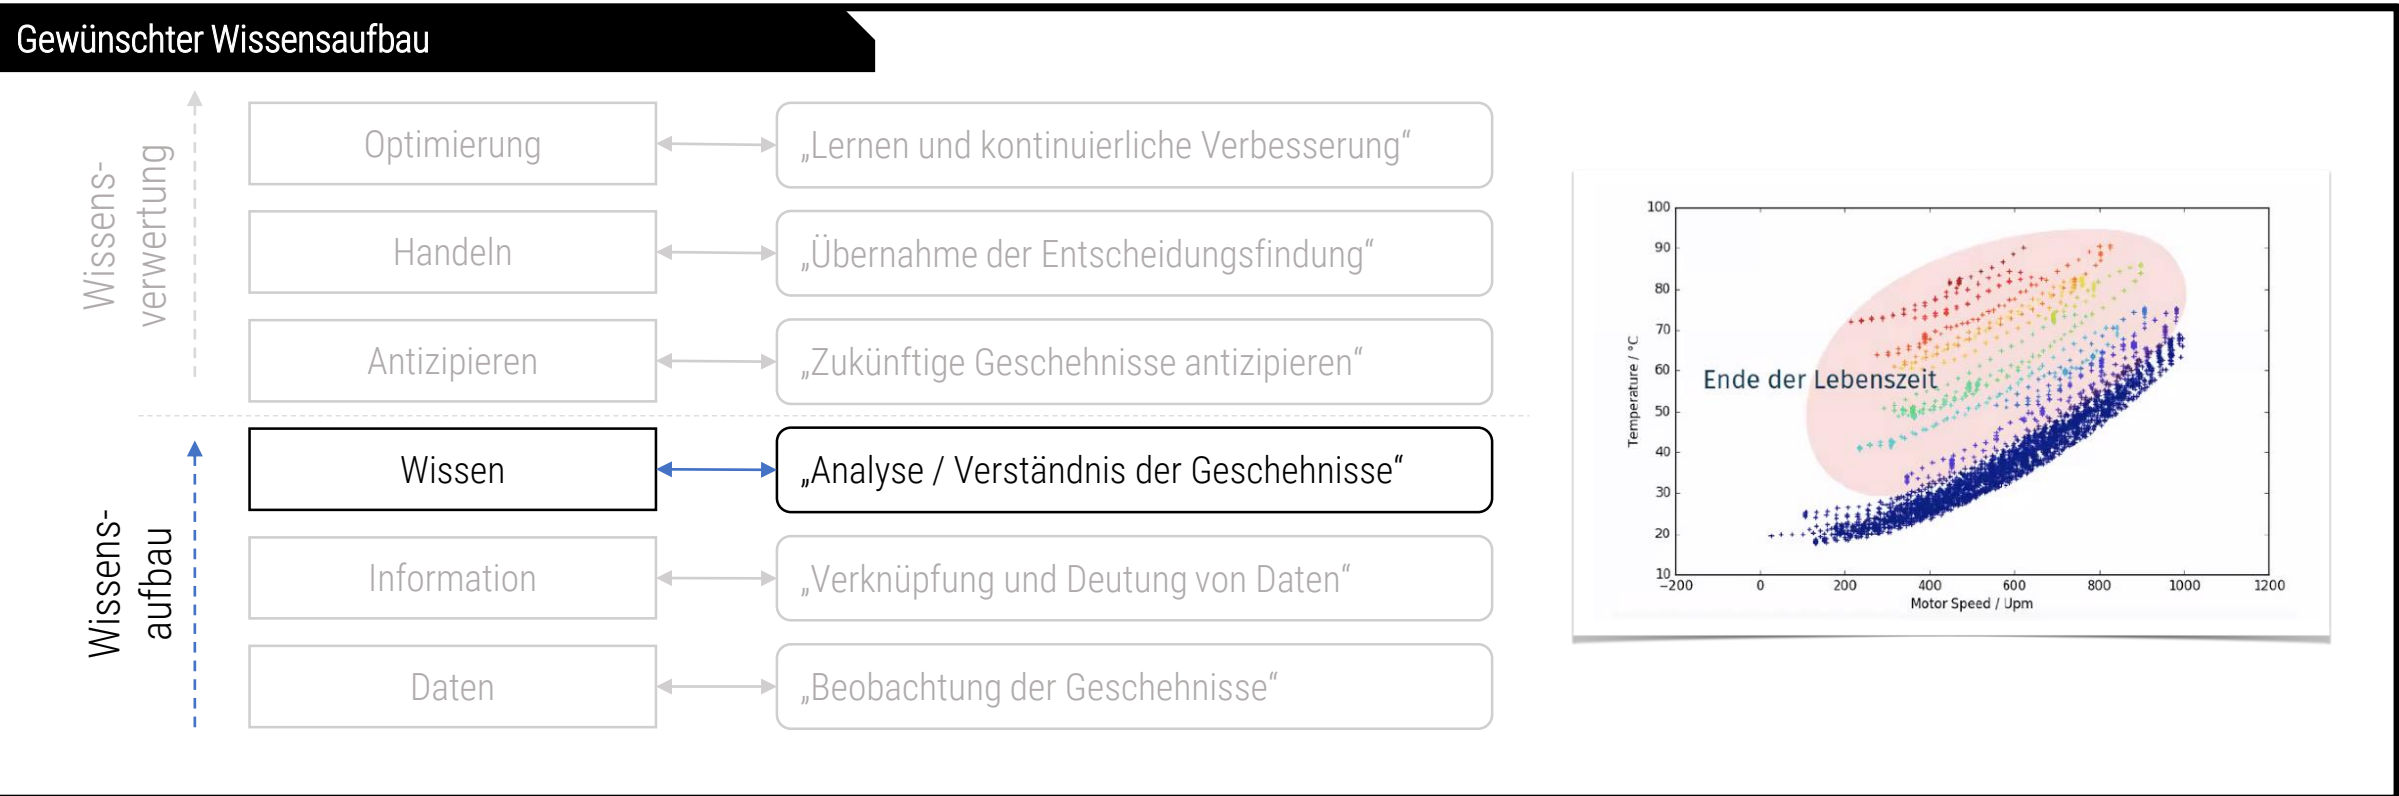 Gewünschter Wissensaufbau
Wissens-
verwertung
Optimierung
„Lernen und kontinuierliche Verbesserung“
Handeln
„Übernahme der Entscheidungsfindung“
Antizipieren
„Zukünftige Geschehnisse antizipieren“
Wissens-
aufbau
Wissen
„Analyse / Verständnis der Geschehnisse“
Information
„Verknüpfung und Deutung von Daten“
Daten
„Beobachtung der Geschehnisse“
Temperature / °C
100
90
80
70
60
50
40
30
20
10
Ende der Lebenszeit
−200 0 200 400 600 800 1000 1200
Motor Speed / Upm